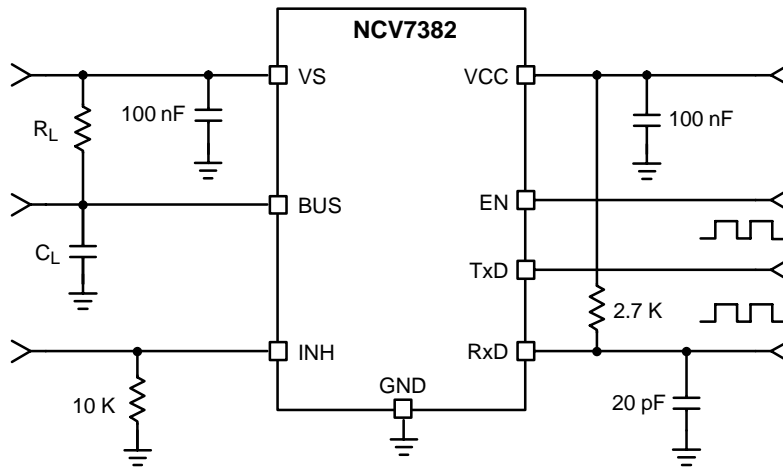 NCV7382
VS
VCC
100 nF
100 nF
RL
BUS
EN
CL
TxD
2.7 K
INH
RxD
GND
10 K
20 pF